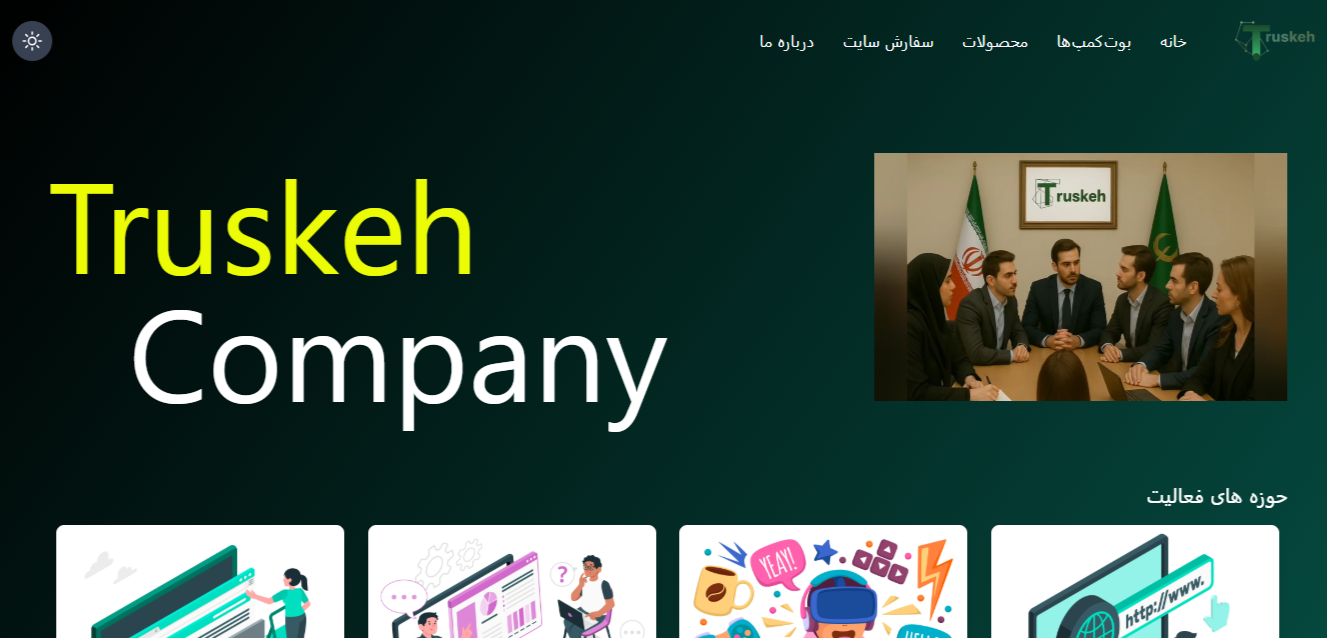 خانه
بوت‌کمپ‌ها
محصولات
سفارش سایت
درباره ما
Truskeh
Truskeh
Company
Truskeh
حوزه های فعالیت
YEAY!
?
http://www.
HELLO